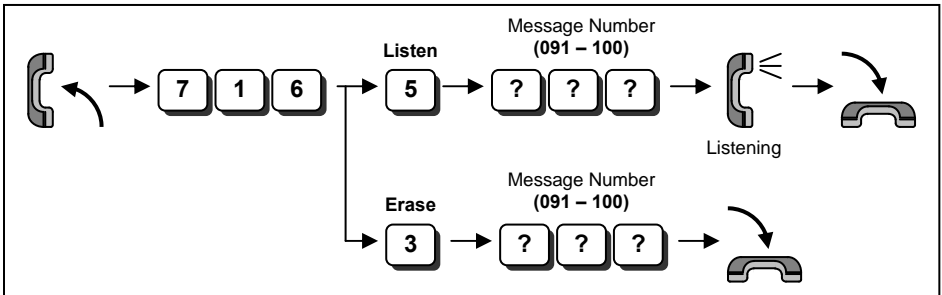 Message Number
(091 – 100)
Listen
7 1 6 5 ? ? ?
Listening
Message Number
(091 – 100)
Erase
3 ? ? ?